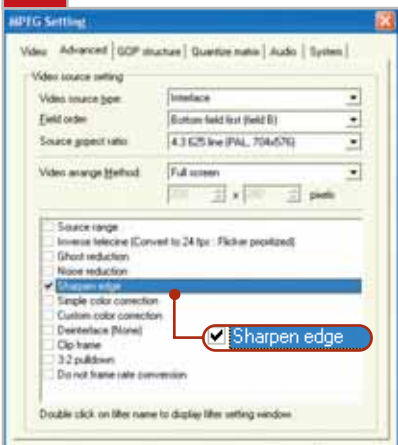 MPEG Setting
Video Advanced GOP structure Quantize matrix Audio System
Video source setting
Video source type: Interlace
Field order: Bottom field first (field B)
Source aspect ratio: 4:3 625 line (PAL, 704x576)
Video arrange Method: Full screen
x pixels
Source range
Inverse telecine (Convert to 24 fps : Flicker prioritized)
Ghost reduction
Noise reduction
Sharpen edge
Simple color correction
Custom color correction
Deinterlace (None)
Sharpen edge
Clip frame
3:2 pulldown
Do not frame rate conversion
Double click on filter name to display filter setting window